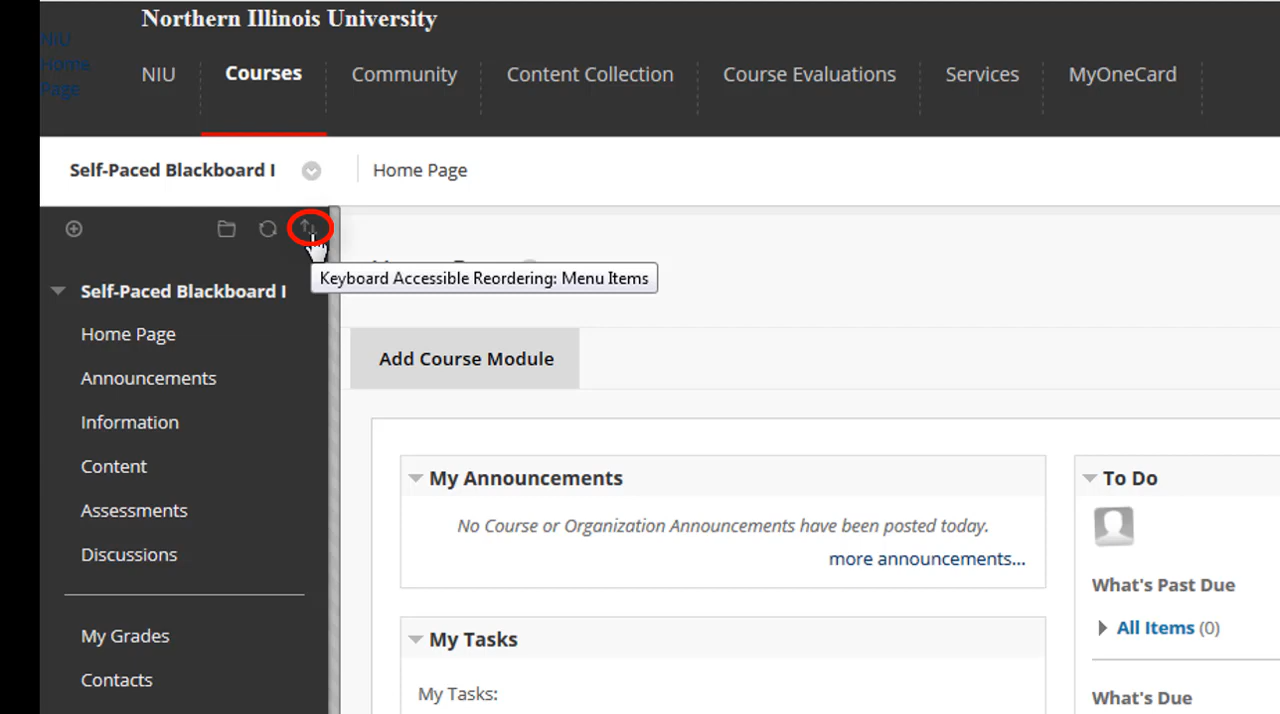 Northern Illinois University
NIU
Home
Page
NIU
Courses
Community
Content Collection
Course Evaluations
Services
MyOneCard
Self-Paced Blackboard I
Home Page
Keyboard Accessible Reordering: Menu Items
Self-Paced Blackboard I
Home Page
Announcements
Information
Content
Assessments
Discussions
My Grades
Contacts
Add Course Module
My Announcements
No Course or Organization Announcements have been posted today.
more announcements...
My Tasks
My Tasks:
To Do
What's Past Due
All Items (0)
What's Due